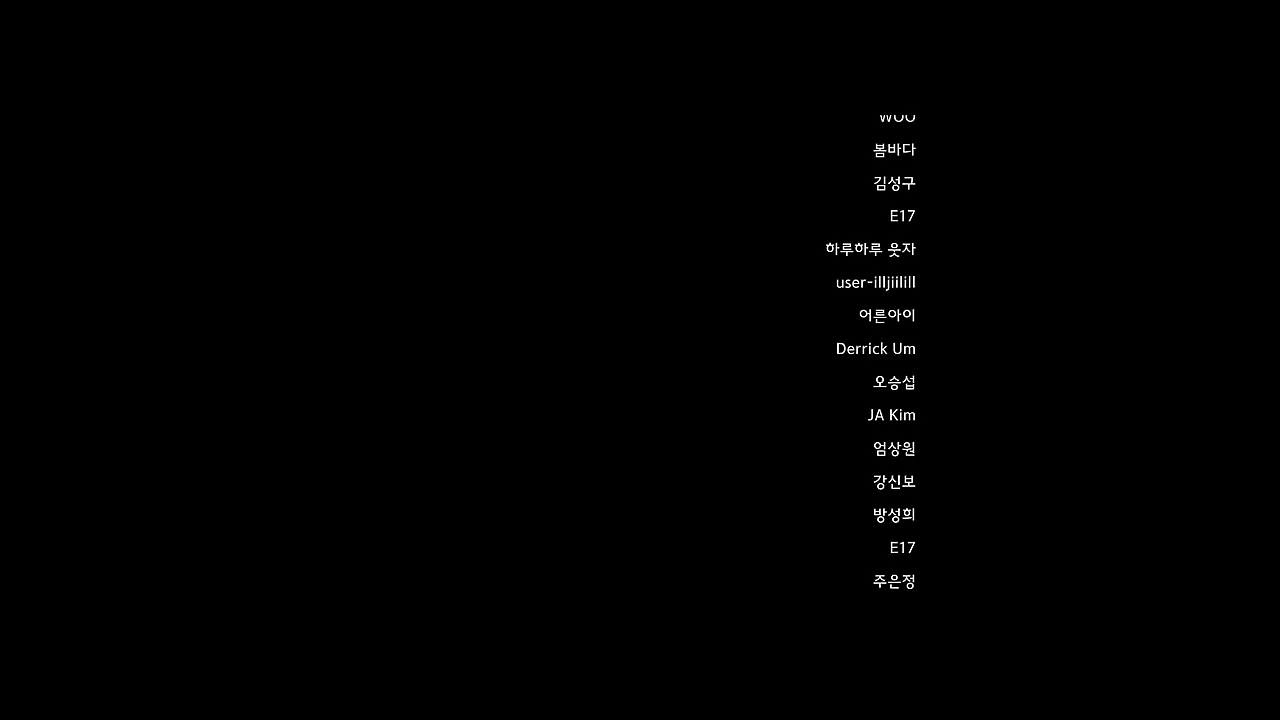 WOO
봄바다
김성구
E17
하루하루 웃자
user-illjiilill
어른아이
Derrick Um
오승섭
JA Kim
엄상원
강신보
방성희
E17
주은정